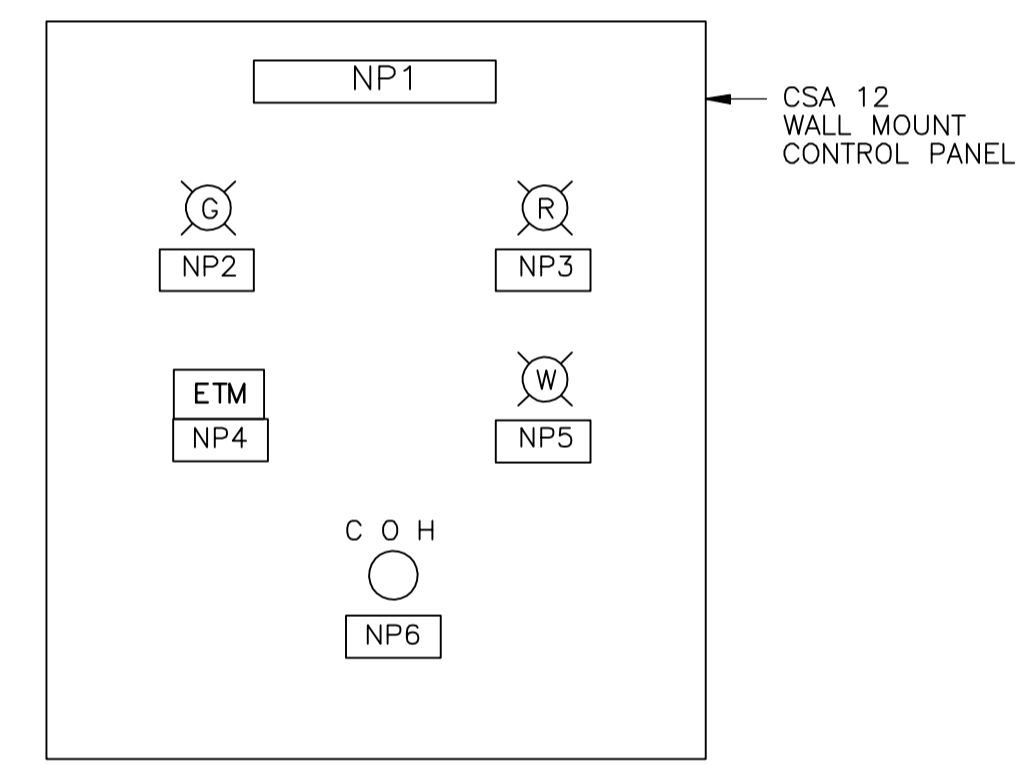 NP1
CSA 12
WALL MOUNT
CONTROL PANEL
G
R
NP2
NP3
ETM
W
NP4
NP5
C O H
NP6